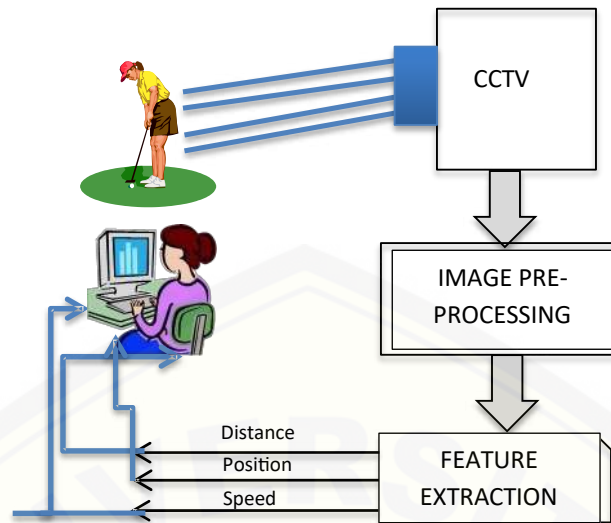 CCTV
IMAGE PRE-
PROCESSING
Distance
Position
Speed
FEATURE
EXTRACTION